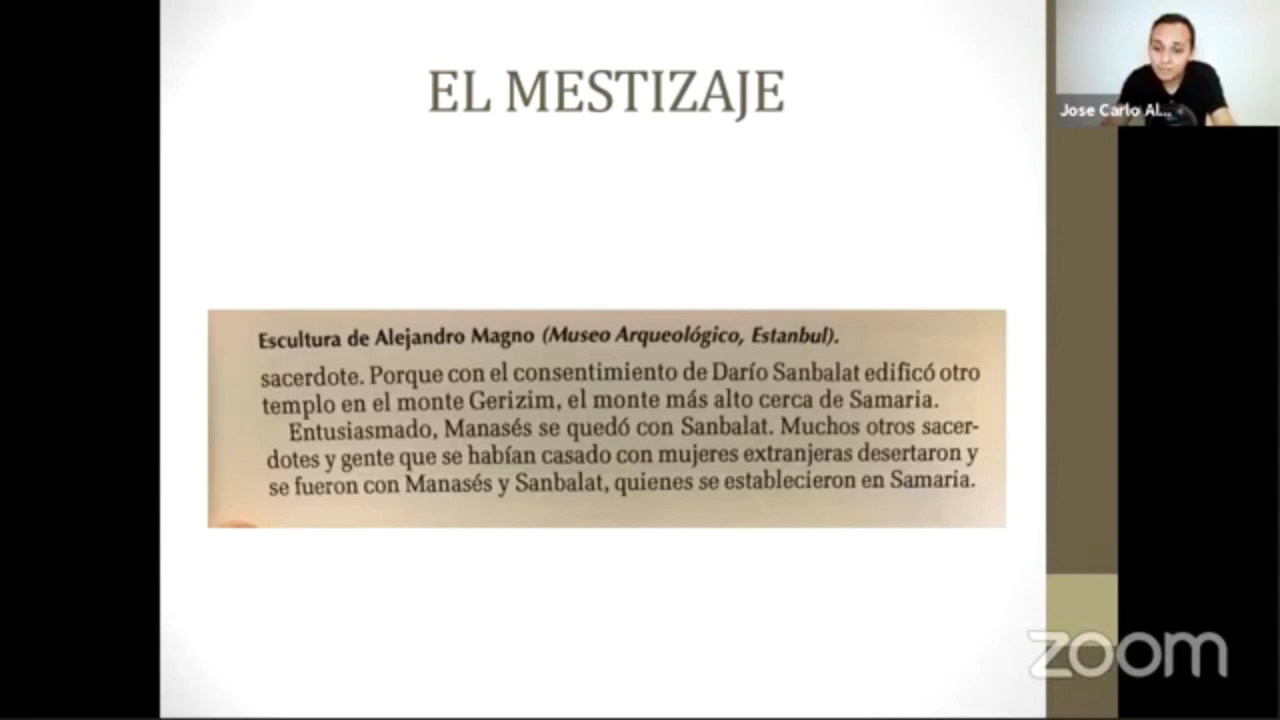 EL MESTIZAJE
Jose Carlo Al...
Escultura de Alejandro Magno (Museo Arqueológico, Estanbul).
sacerdote. Porque con el consentimiento de Darío Sanbalat edificó otro
templo en el monte Gerizim, el monte más alto cerca de Samaria.
Entusiasmado, Manasés se quedó con Sanbalat. Muchos otros sacer-
dotes y gente que se habían casado con mujeres extranjeras desertaron y
se fueron con Manasés y Sanbalat, quienes se establecieron en Samaria.
zoom